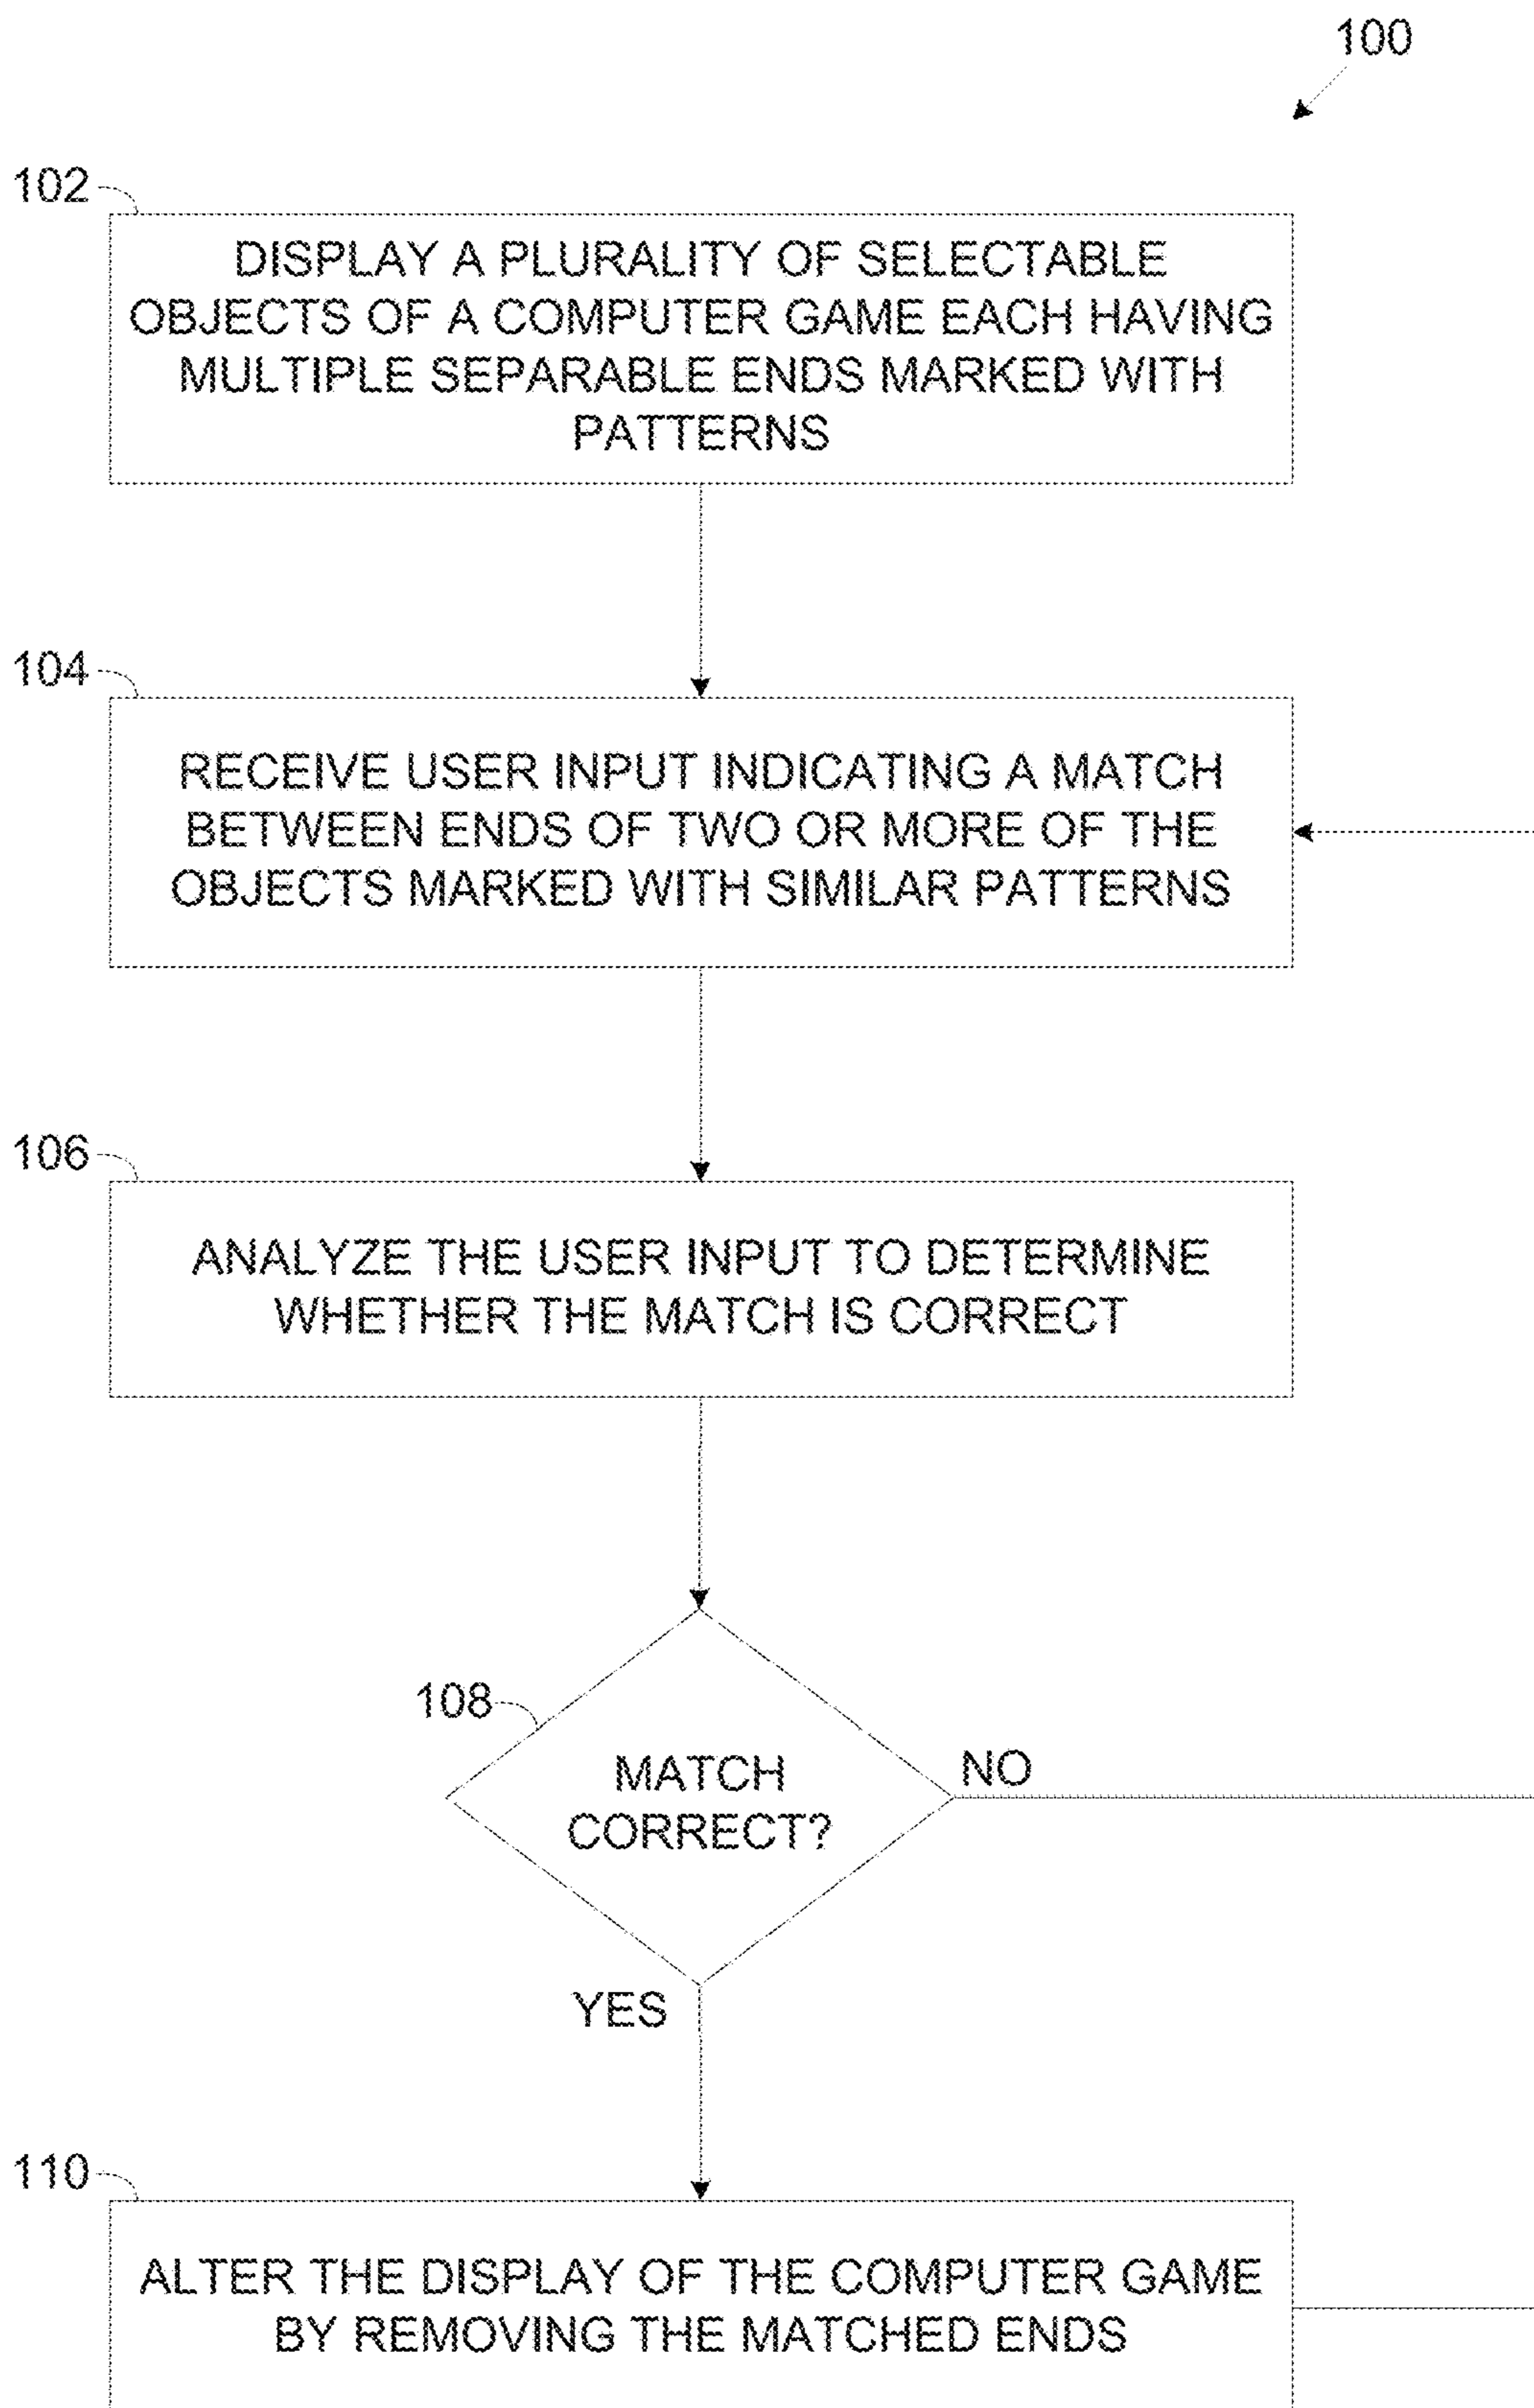 100
102
DISPLAY A PLURALITY OF SELECTABLE
OBJECTS OF A COMPUTER GAME EACH HAVING
MULTIPLE SEPARABLE ENDS MARKED WITH
PATTERNS
104
RECEIVE USER INPUT INDICATING A MATCH
BETWEEN ENDS OF TWO OR MORE OF THE
OBJECTS MARKED WITH SIMILAR PATTERNS
106
ANALYZE THE USER INPUT TO DETERMINE
WHETHER THE MATCH IS CORRECT
108
MATCH
CORRECT?
NO
YES
110
ALTER THE DISPLAY OF THE COMPUTER GAME
BY REMOVING THE MATCHED ENDS